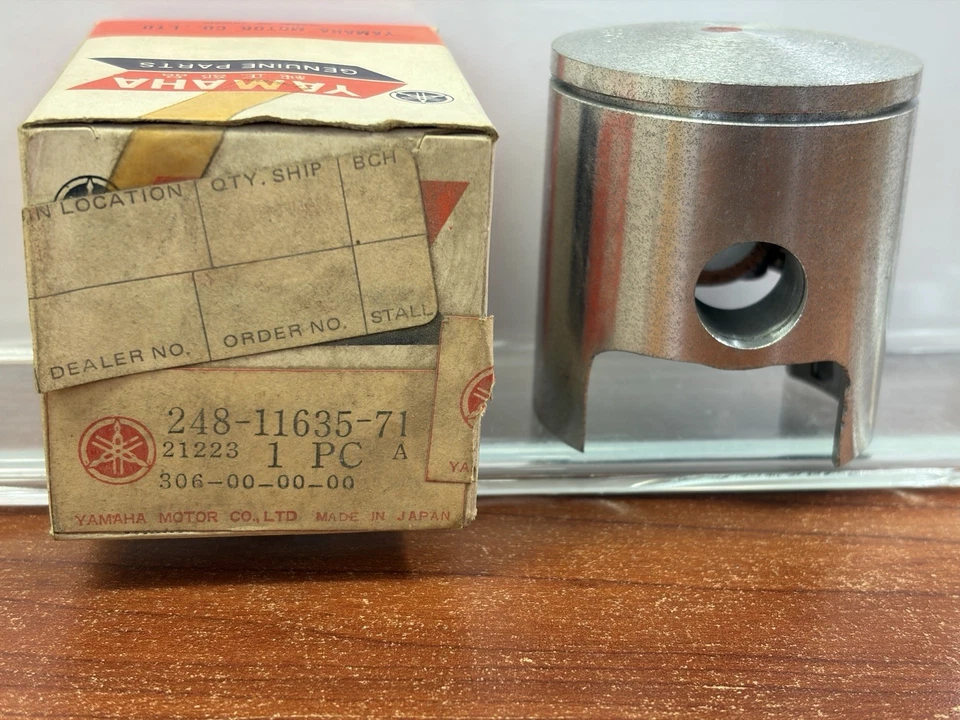 YAMAHA MOTOR CO., LTD
GENUINE PARTS
YAMAHA
IN LOCATION
QTY. SHIP
BCH
DEALER NO.
ORDER NO.
STALL
248-11635-71
21223 1 PC A
306-00-00-00
YA
YAMAHA MOTOR CO., LTD MADE IN JAPAN